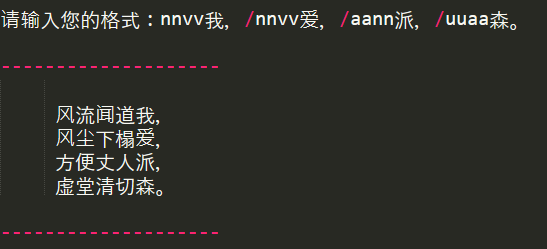 请输入您的格式：nnvv我, /nnvv爱, /aann派, /uuaa森。
---------------------
风流闻道我,
风尘下榻爱,
方便丈人派,
虚堂清切森。
---------------------